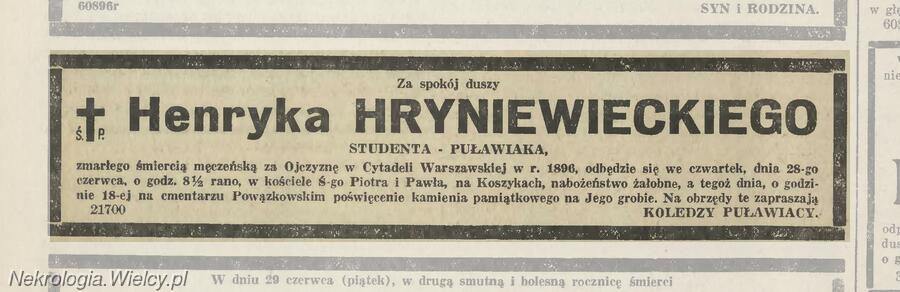 60896r
SYN i RODZINA.
w głę
Za spokój duszy
Ś. † P. Henryka HRYNIEWIECKIEGO
STUDENTA - PUŁAWIAKA,
zmarłego śmiercią męczeńską za Ojczyznę w Cytadeli Warszawskiej w r. 1896, odbędzie się we czwartek, dnia 28-go
czerwca, o godz. 8½ rano, w kościele Ś-go Piotra i Pawła, na Koszykach, nabożeństwo żałobne, a tegoż dnia, o godzi-
nie 18-ej na cmentarzu Powązkowskim poświęcenie kamienia pamiątkowego na Jego grobie. Na obrzędy te zapraszają
21700 KOLEDZY PUŁAWIACY.
Nekrologia.Wielcy.pl
W dniu 29 czerwca (piątek), w drugą smutną i bolesną rocznicę śmierci